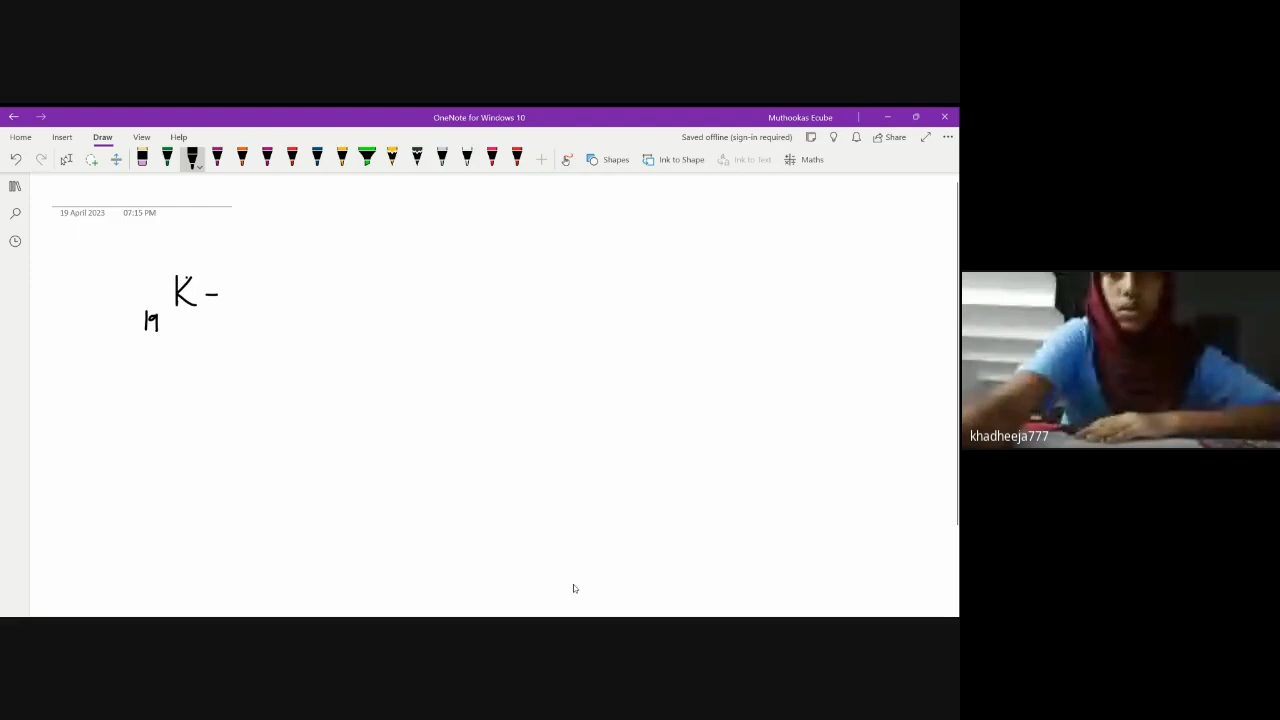 OneNote for Windows 10
Muthookas Ecube
Home Insert Draw View Help
Saved offline (sign-in required)
Share
Shapes
Ink to Shape
Ink to Text
Maths
19 April 2023 07:15 PM
K -
19
khadheeja777